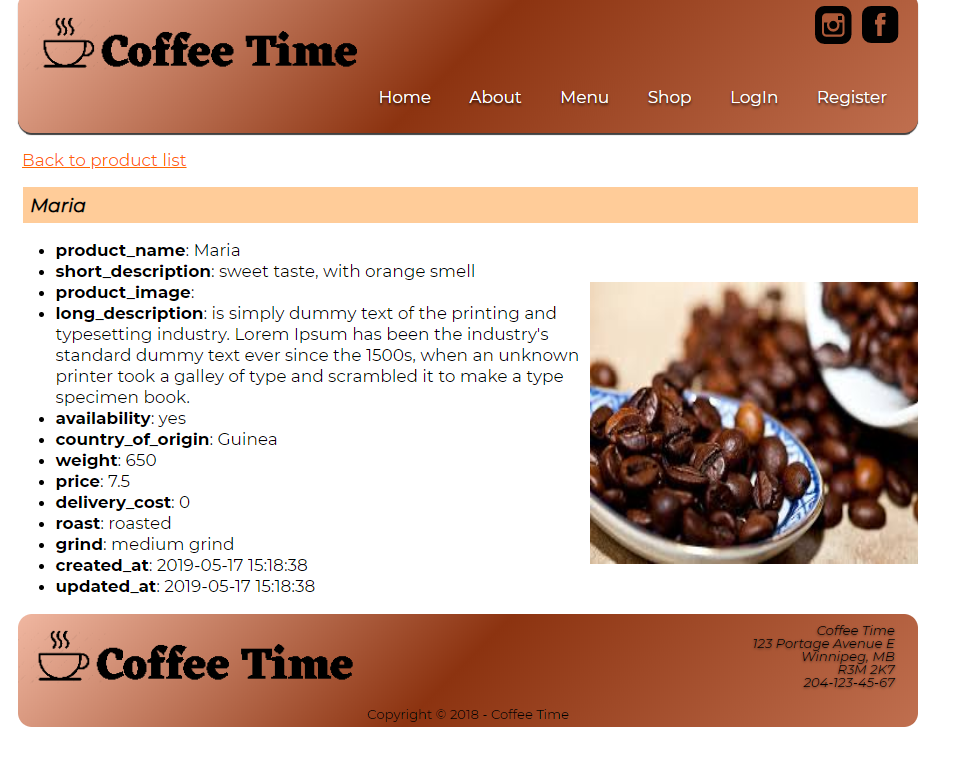 Coffee Time
Home About Menu Shop LogIn Register
Back to product list
Maria
product_name: Maria
short_description: sweet taste, with orange smell
product_image:
long_description: is simply dummy text of the printing and
typesetting industry. Lorem Ipsum has been the industry's
standard dummy text ever since the 1500s, when an unknown
printer took a galley of type and scrambled it to make a type
specimen book.
availability: yes
country_of_origin: Guinea
weight: 650
price: 7.5
delivery_cost: 0
roast: roasted
grind: medium grind
created_at: 2019-05-17 15:18:38
updated_at: 2019-05-17 15:18:38
Coffee Time
Coffee Time
123 Portage Avenue E
Winnipeg, MB
R3M 2K7
204-123-45-67
Copyright © 2018 - Coffee Time